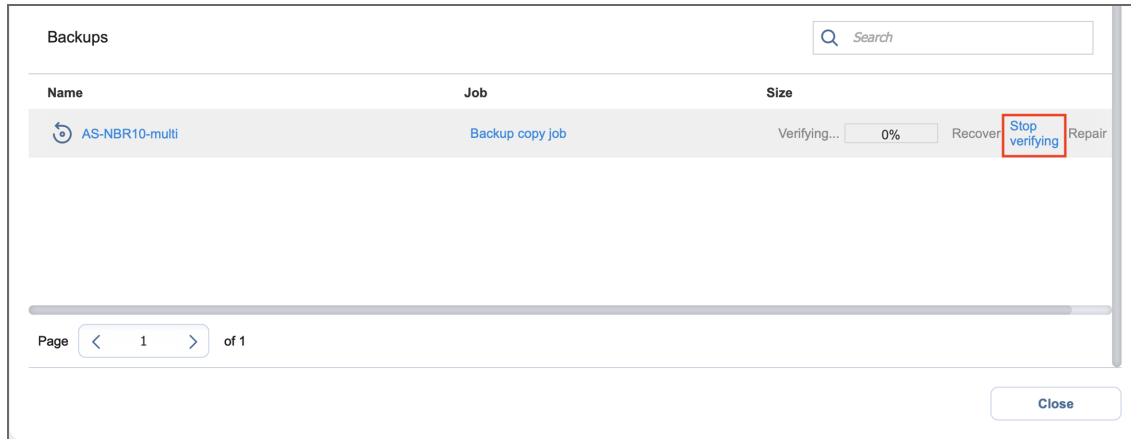 Backups
Search
Name Job Size
AS-NBR10-multi Backup copy job Verifying... 0% Recover Stop verifying Repair
Page 1 of 1
Close